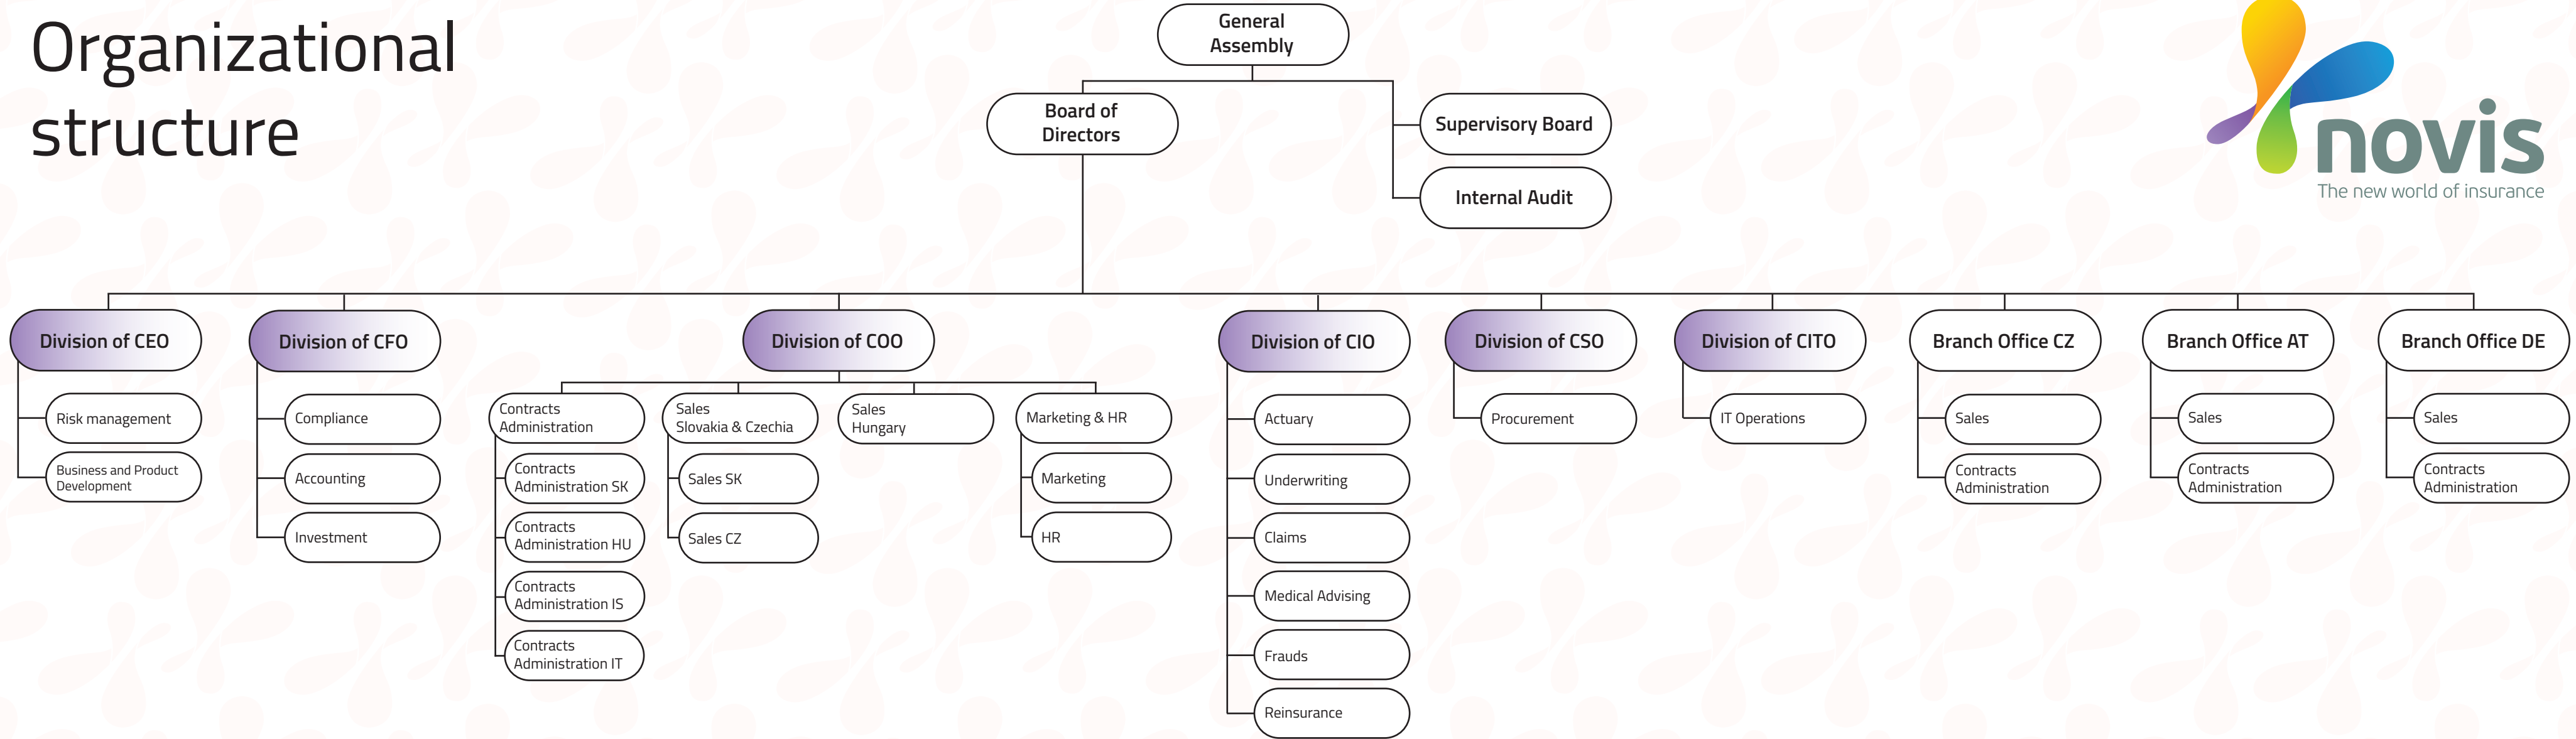 Organizational
structure
General
Assembly
Board of
Directors
Supervisory Board
Internal Audit
novis
The new world of insurance
Division of CEO
Risk management
Business and Product
Development
Division of CFO
Compliance
Accounting
Investment
Division of COO
Contracts
Administration
Contracts
Administration SK
Contracts
Administration HU
Contracts
Administration IS
Contracts
Administration IT
Sales
Slovakia & Czechia
Sales SK
Sales CZ
Sales
Hungary
Marketing & HR
Marketing
HR
Division of CIO
Actuary
Underwriting
Claims
Medical Advising
Frauds
Reinsurance
Division of CSO
Procurement
Division of CITO
IT Operations
Branch Office CZ
Sales
Contracts
Administration
Branch Office AT
Sales
Contracts
Administration
Branch Office DE
Sales
Contracts
Administration